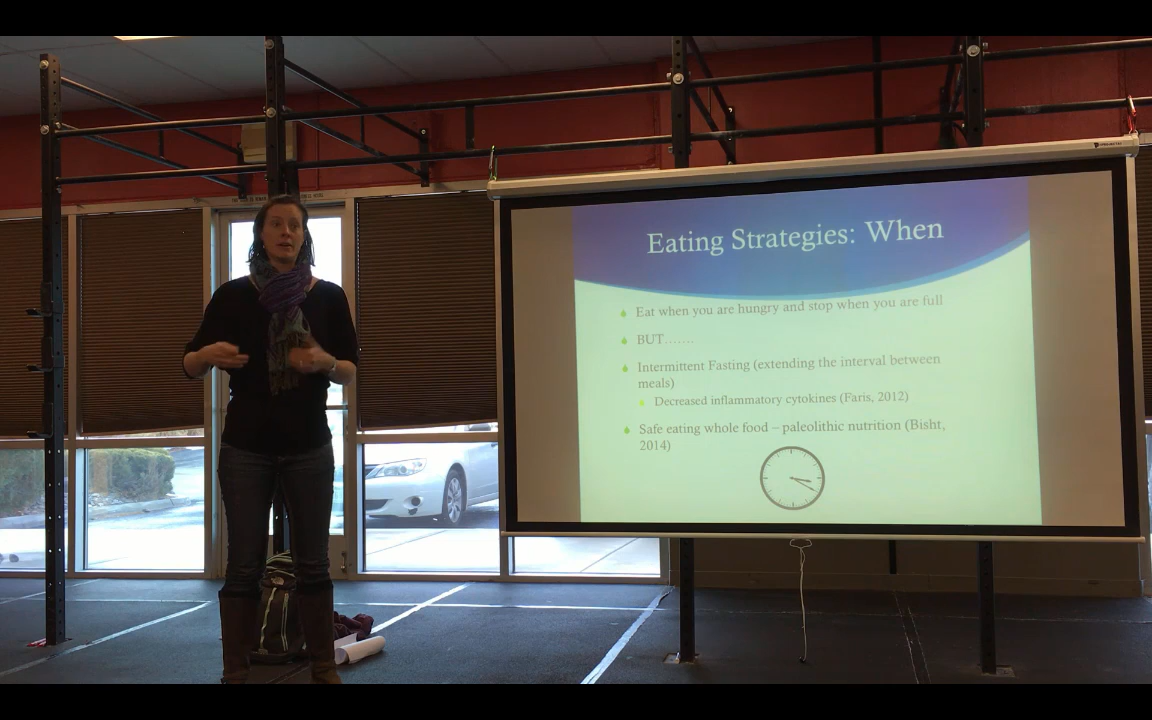 Eating Strategies: When
Eat when you are hungry and stop when you are full
BUT.......
Intermittent Fasting (extending the interval between
meals)
Decreased inflammatory cytokines (Faris, 2012)
Safe eating whole food – paleolithic nutrition (Bisht,
2014)